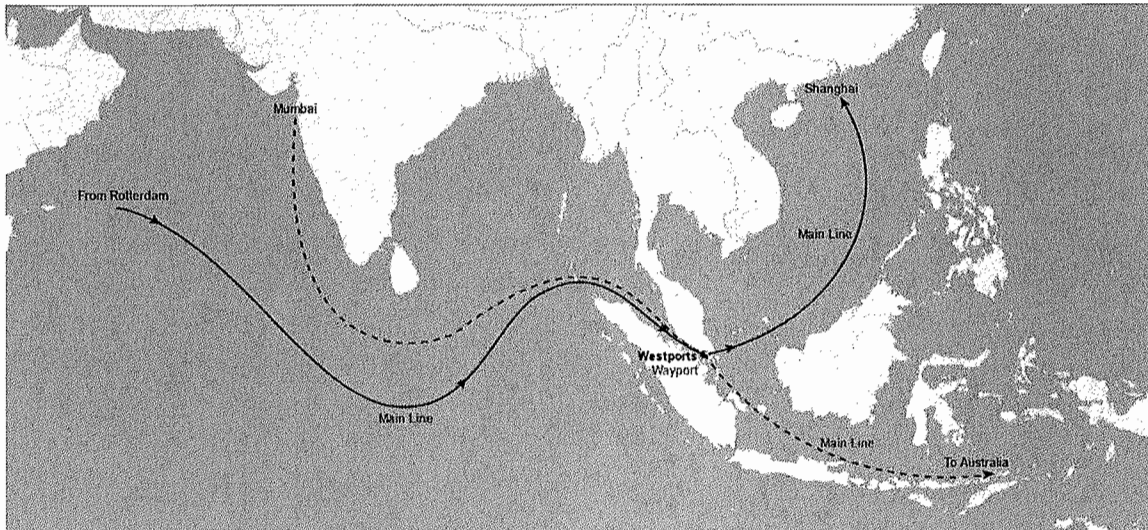 Shanghai
Mumbai
From Rotterdam
Main Line
Westports
Wayport
Main Line
Main Line
To Australia